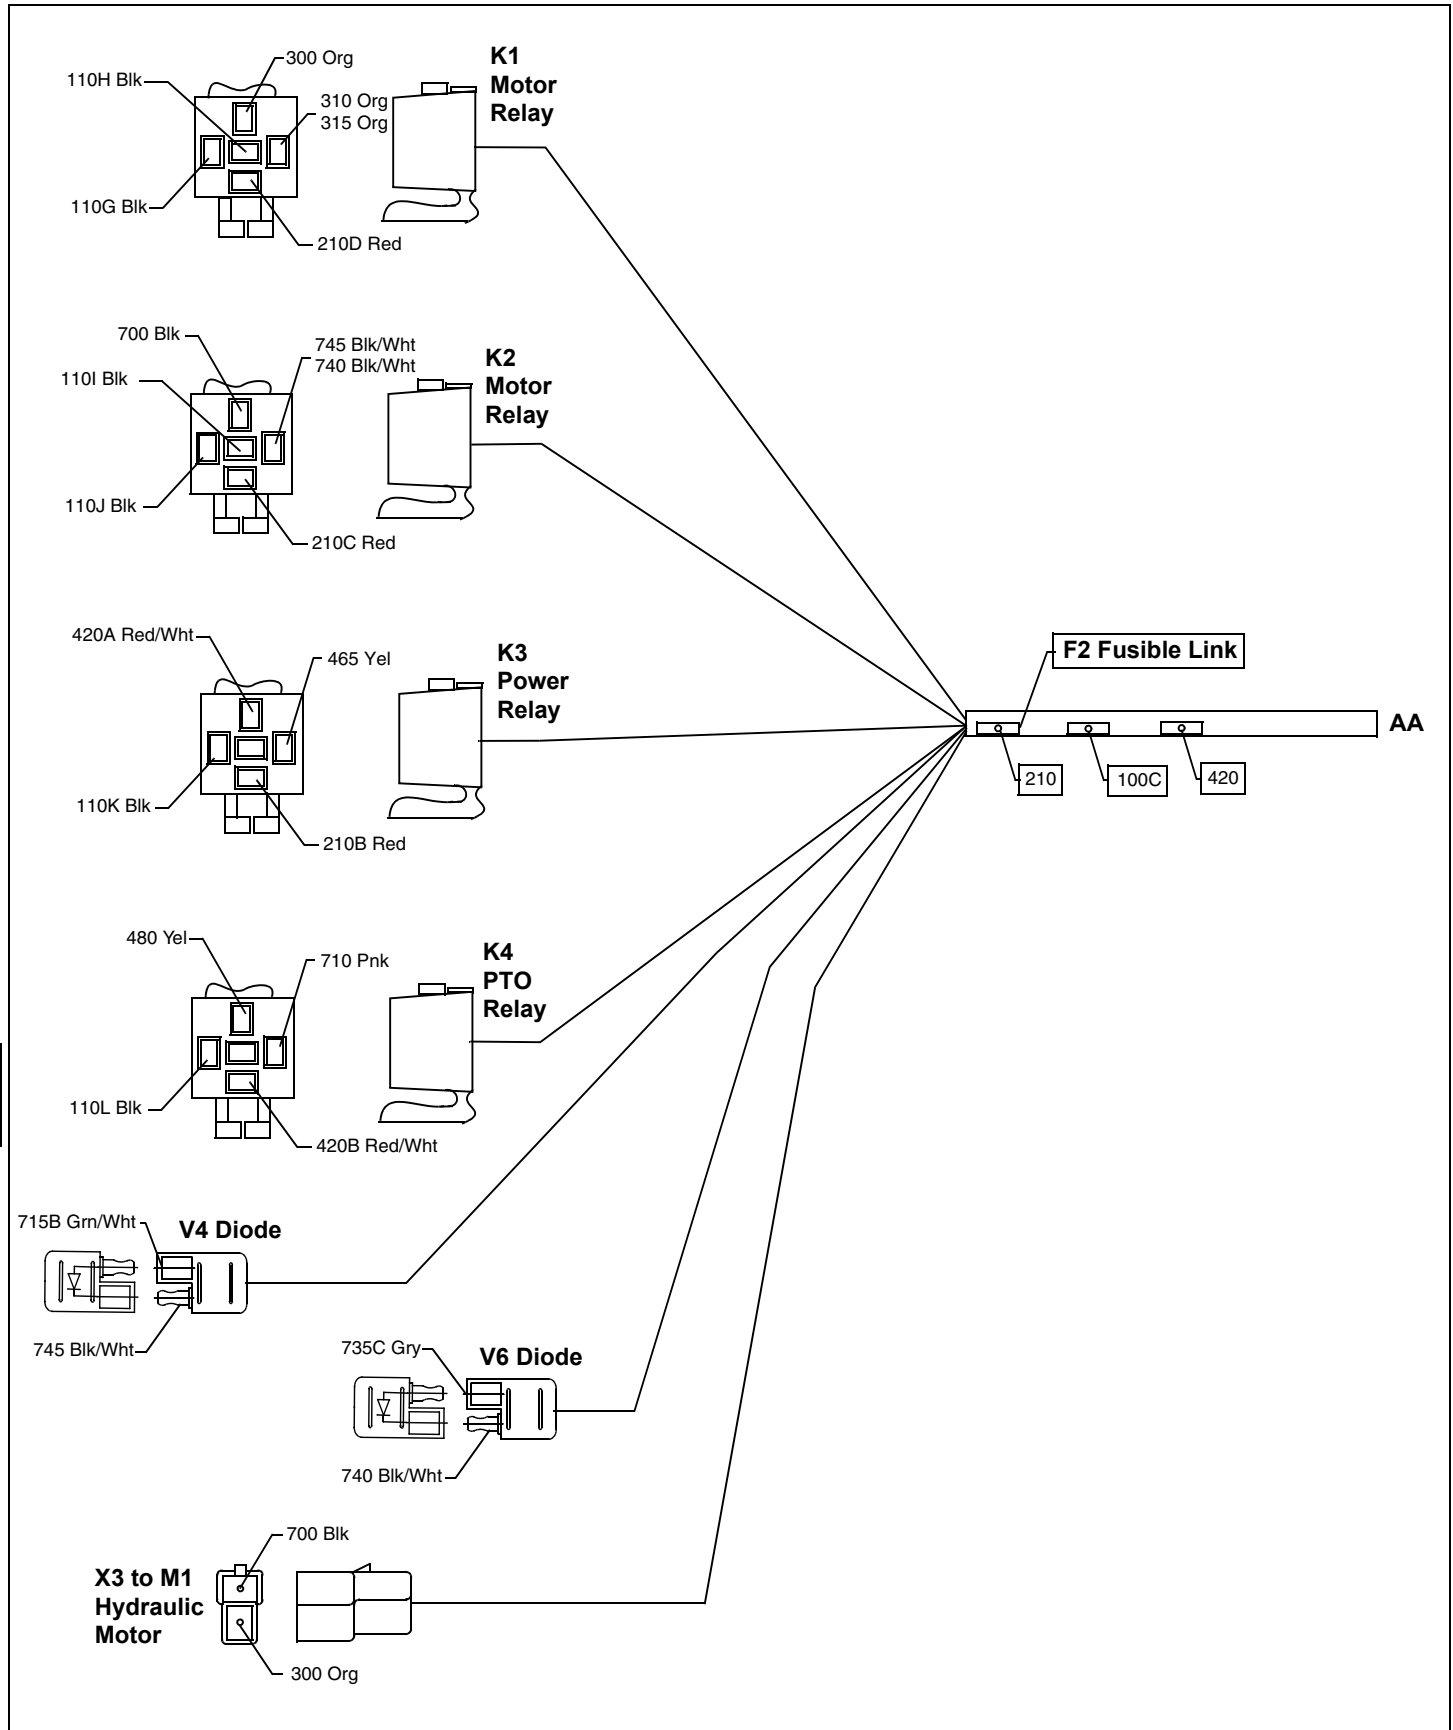 300 Org
K1
Motor
Relay
110H Blk
310 Org
315 Org
110G Blk
210D Red
700 Blk
745 Blk/Wht
740 Blk/Wht
K2
Motor
Relay
110I Blk
110J Blk
210C Red
420A Red/Wht
465 Yel
K3
Power
Relay
F2 Fusible Link
AA
210
100C
420
110K Blk
210B Red
480 Yel
710 Pnk
K4
PTO
Relay
110L Blk
420B Red/Wht
715B Grn/Wht
V4 Diode
745 Blk/Wht
735C Gry
V6 Diode
740 Blk/Wht
700 Blk
X3 to M1
Hydraulic
Motor
300 Org